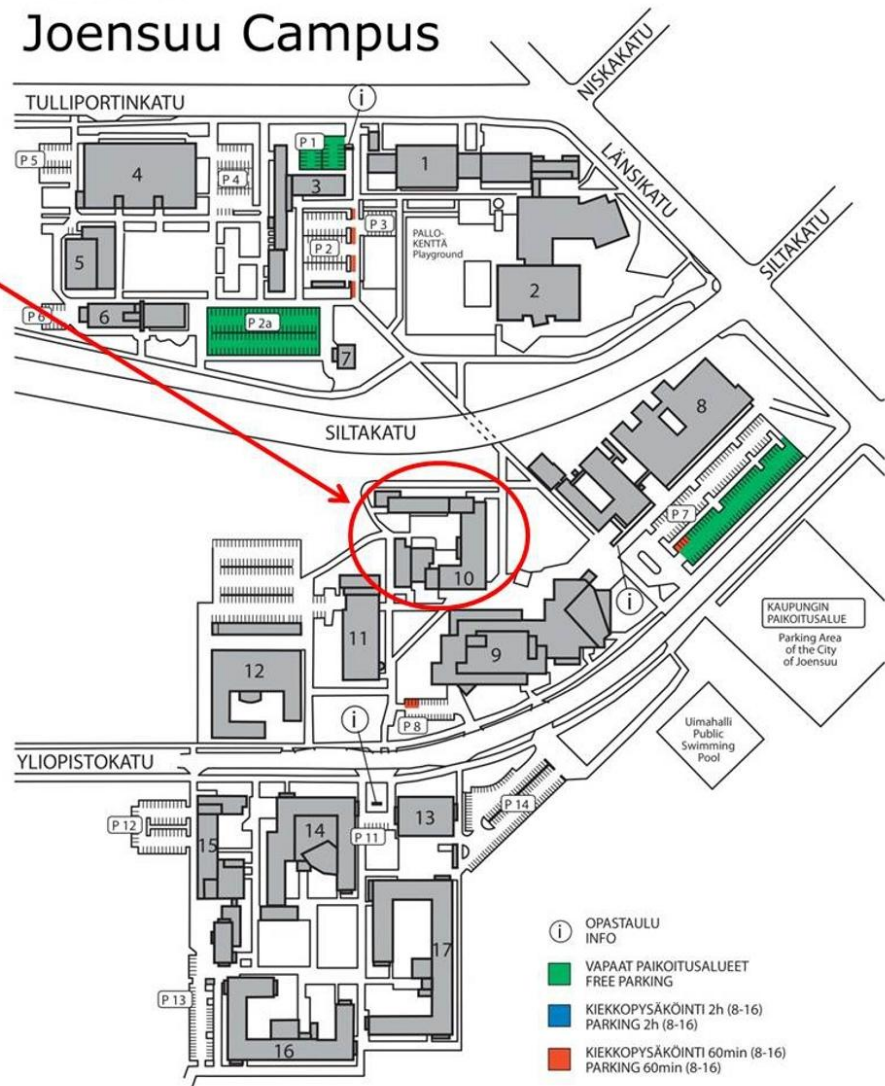 Joensuu Campus
NISKAKATU
TULLIPORTINKATU
i
LÄNSIKATU
P 1
P 5
4
P 4
3
1
SILTAKATU
P 2
P 3
PALLO-
KENTTÄ
Playground
5
2
P 6
6
P 2a
7
SILTAKATU
8
P 7
10
i
KAUPUNGIN
PAIKOITUSALUE
Parking Area
of the City
of Joensuu
11
9
12
i
P 8
Uimahalli
Public
Swimming
Pool
YLIOPISTOKATU
P 12
15
14
P 11
13
P 14
17
P 13
16
i OPASTAULU
INFO
VAPAAT PAIKOITUSALUEET
FREE PARKING
KIEKKOPYSÄKÖINTI 2h (8-16)
PARKING 2h (8-16)
KIEKKOPYSÄKÖINTI 60min (8-16)
PARKING 60min (8-16)